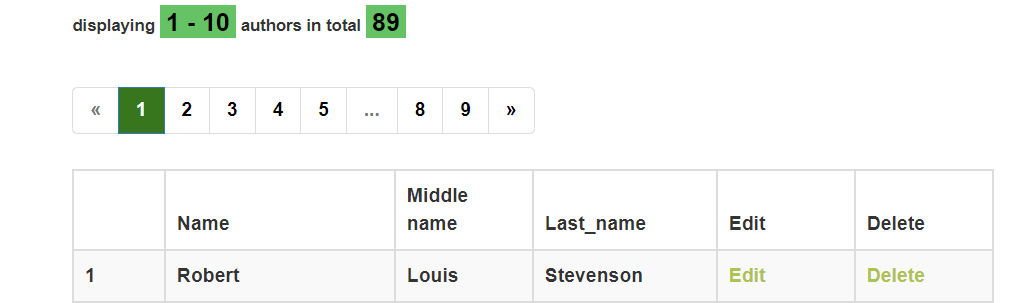 displaying 1 - 10 authors in total 89
« 1 2 3 4 5 ... 8 9 »
Name Middle name Last_name Edit Delete
1 Robert Louis Stevenson Edit Delete